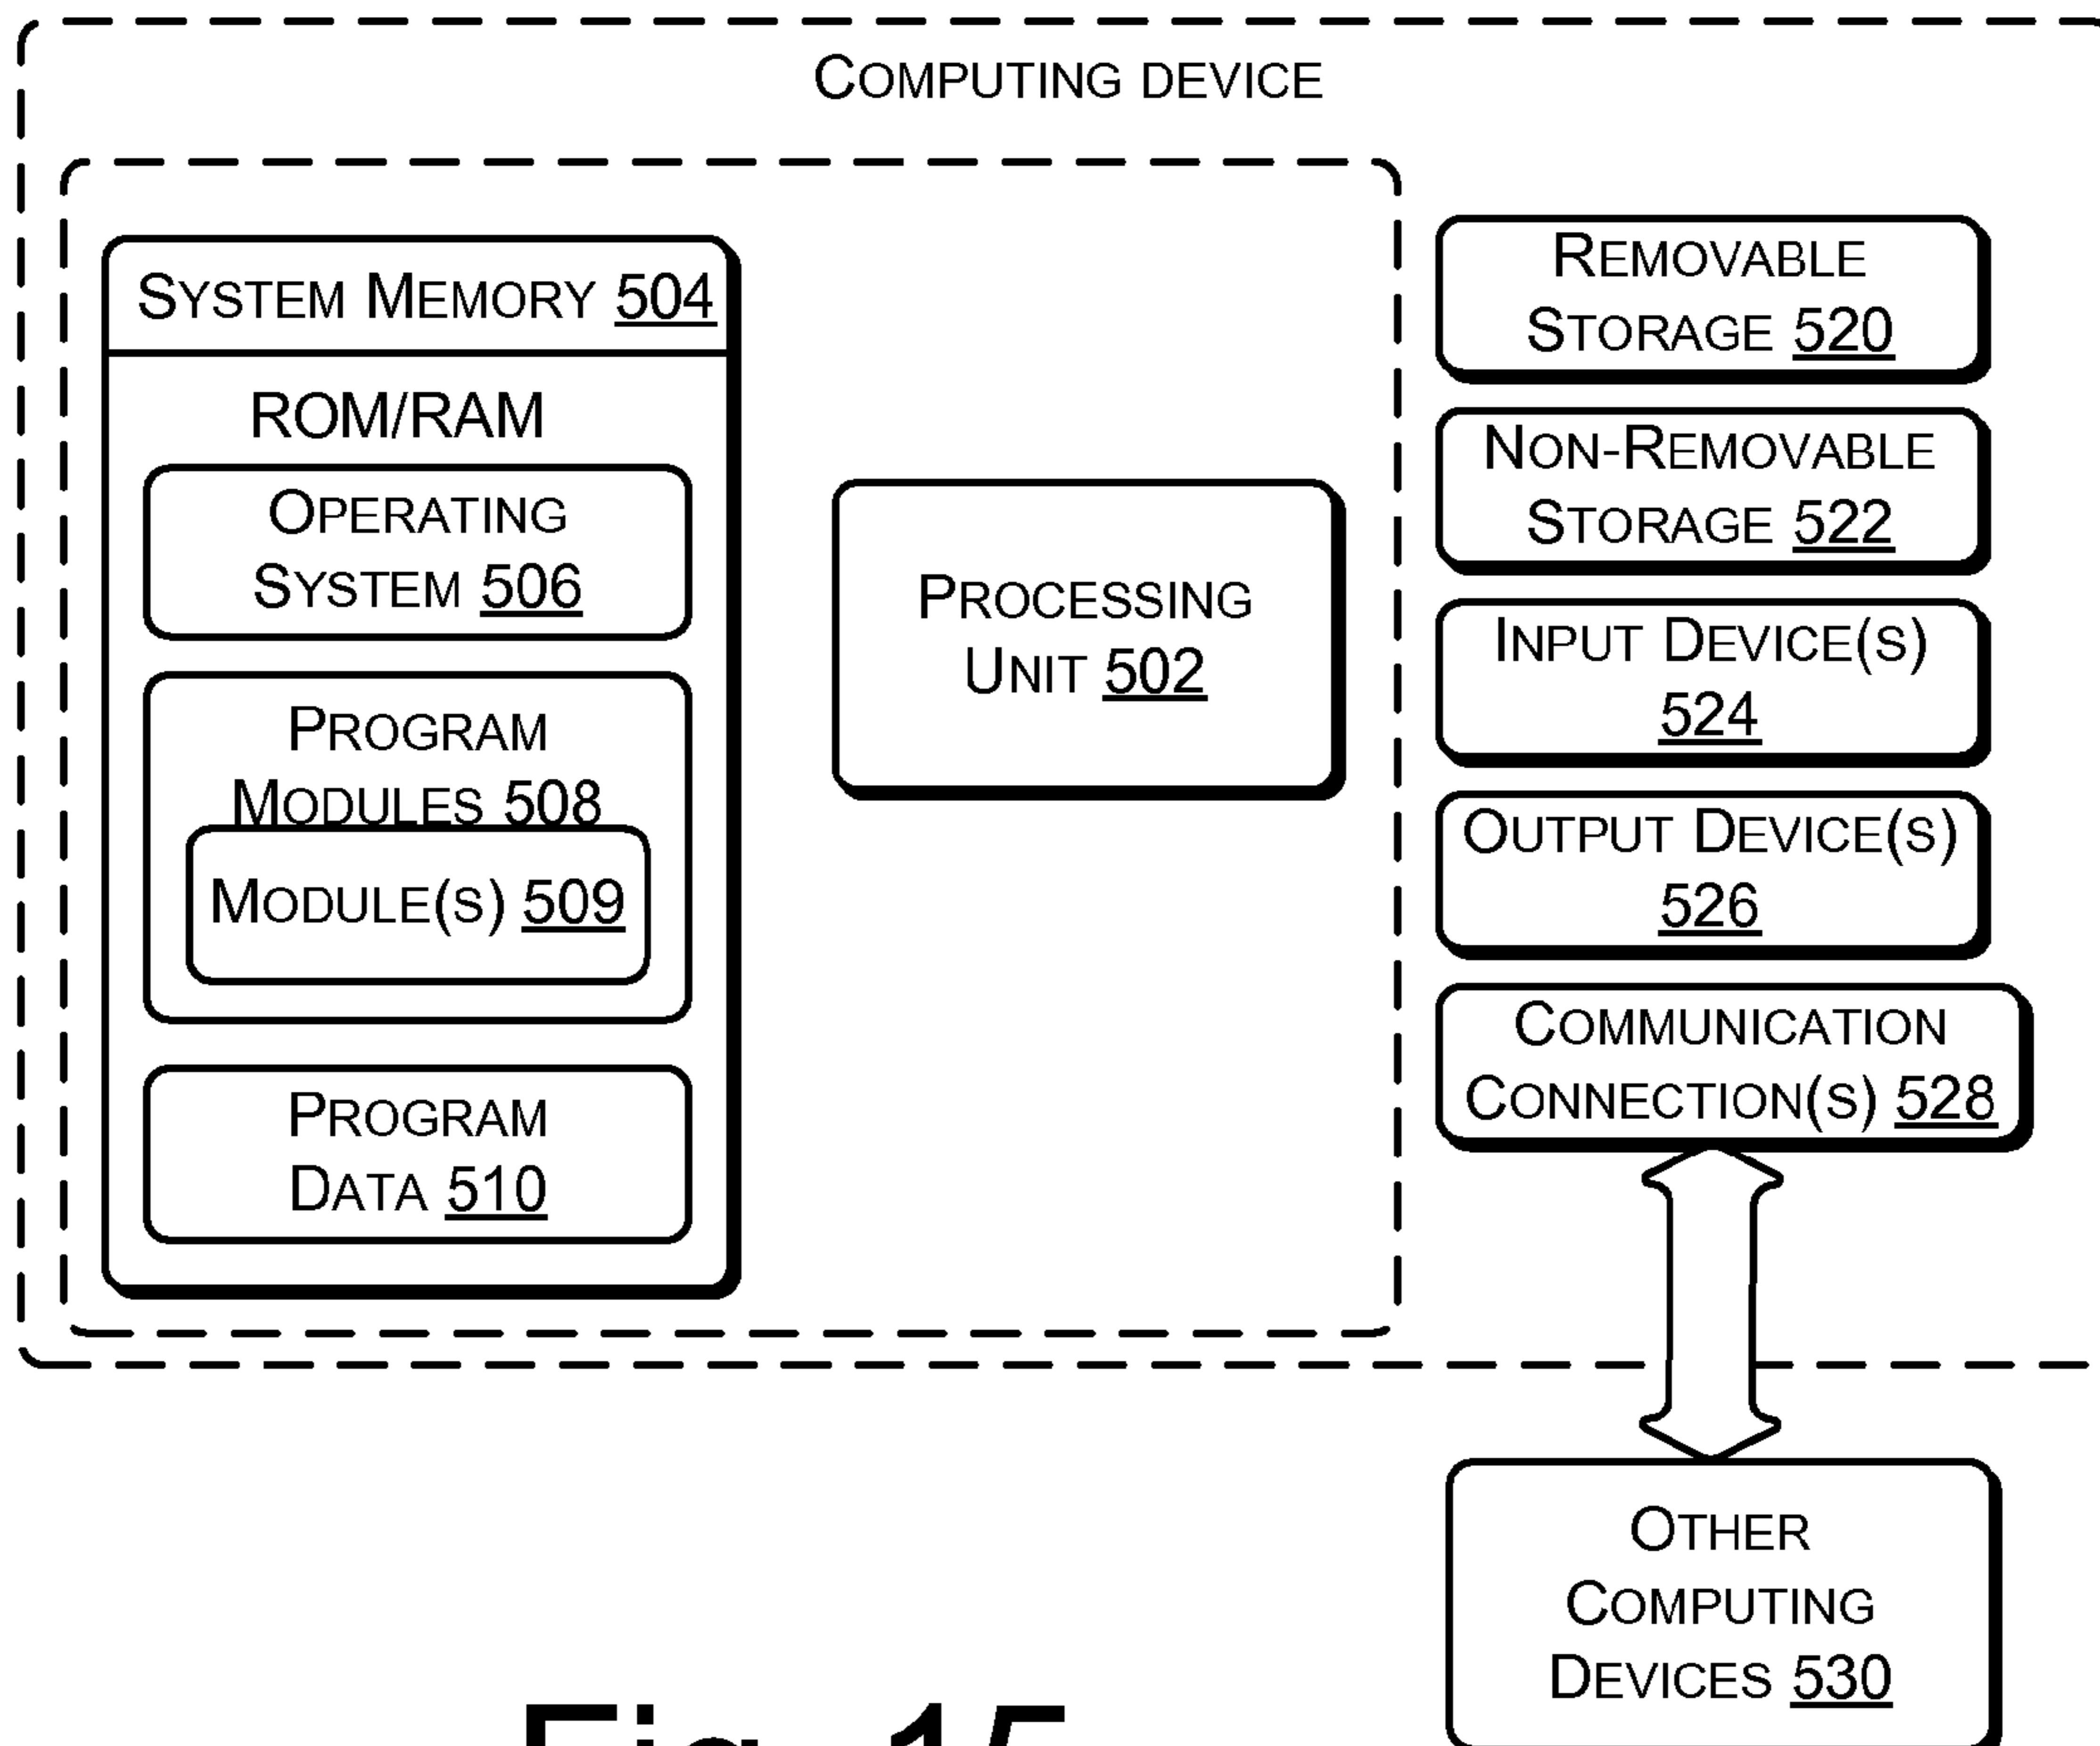 COMPUTING DEVICE
SYSTEM MEMORY 504
ROM/RAM
OPERATING
SYSTEM 506
PROGRAM
MODULES 508
MODULE(S) 509
PROGRAM
DATA 510
PROCESSING
UNIT 502
REMOVABLE
STORAGE 520
NON-REMOVABLE
STORAGE 522
INPUT DEVICE(S)
524
OUTPUT DEVICE(S)
526
COMMUNICATION
CONNECTION(S) 528
OTHER
COMPUTING
DEVICES 530
Fig. 15